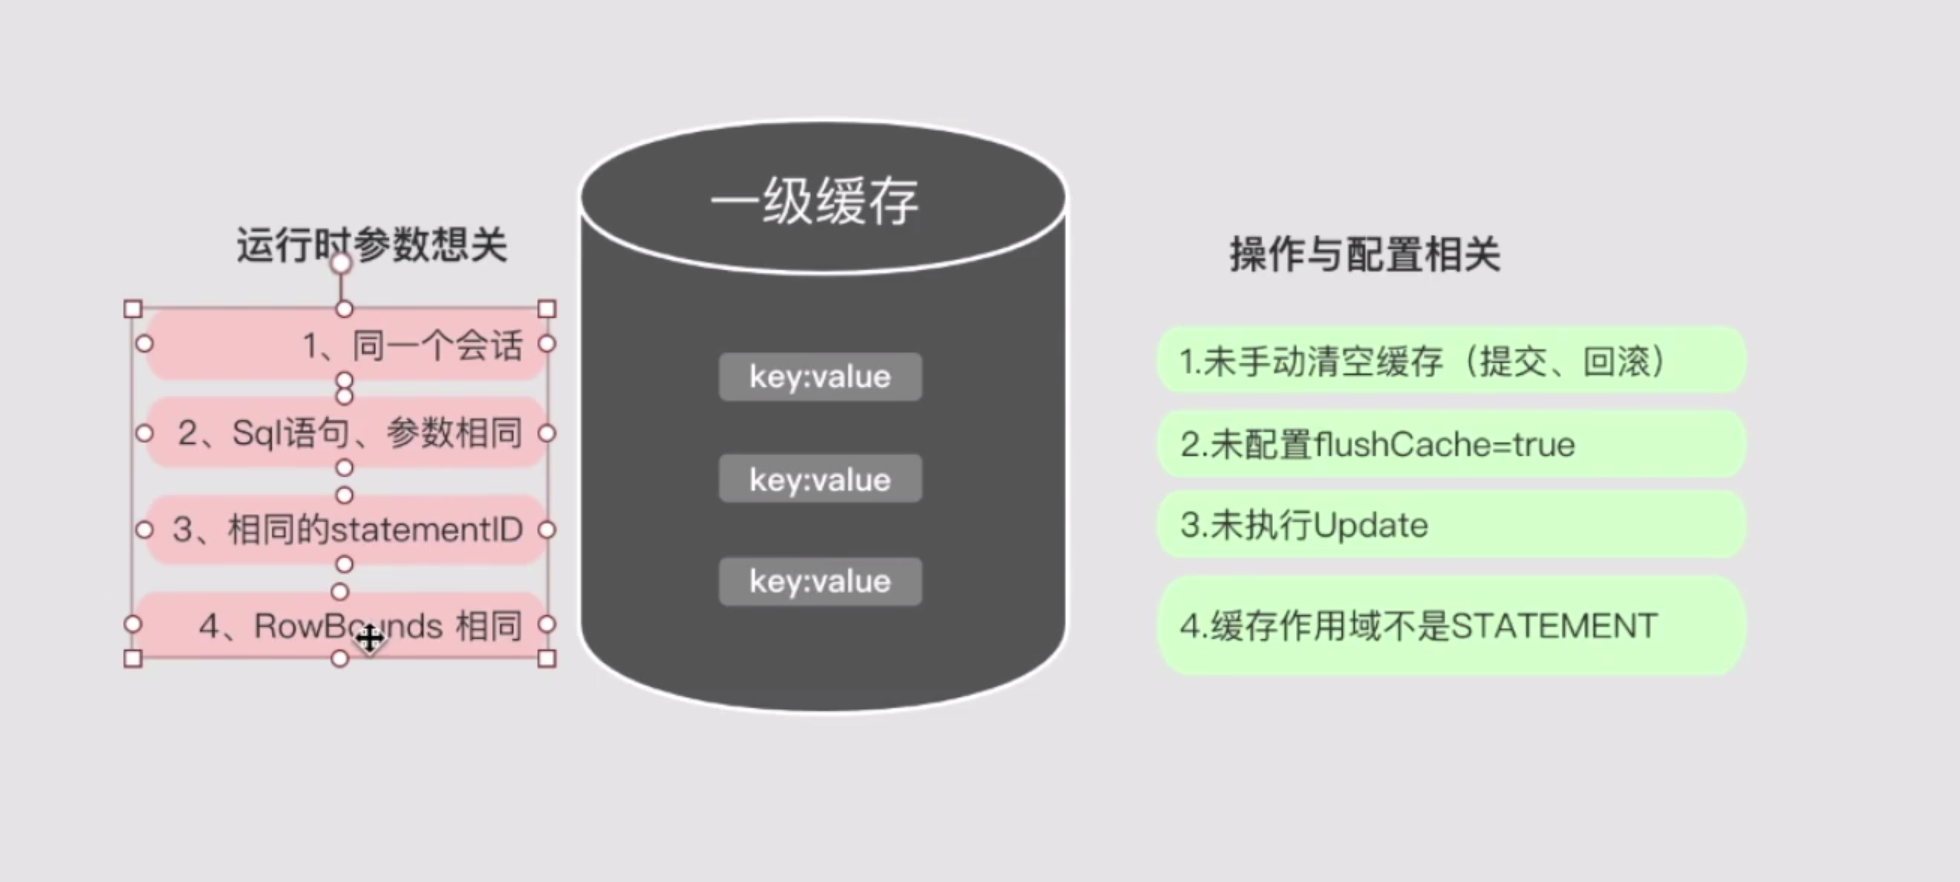 一级缓存
运行时参数想关
1、同一个会话
2、Sql语句、参数相同
3、相同的statementID
4、RowBounds 相同
key:value
key:value
key:value
操作与配置相关
1.未手动清空缓存（提交、回滚）
2.未配置flushCache=true
3.未执行Update
4.缓存作用域不是STATEMENT